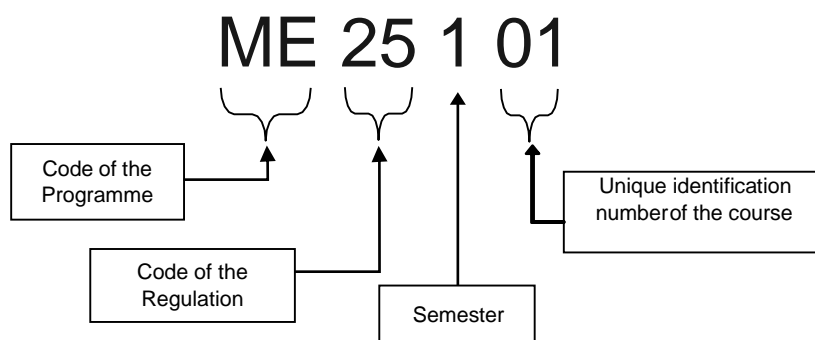 ME 25 1 01
Code of the
Programme
Unique identification
numberof the course
Code of the
Regulation
Semester